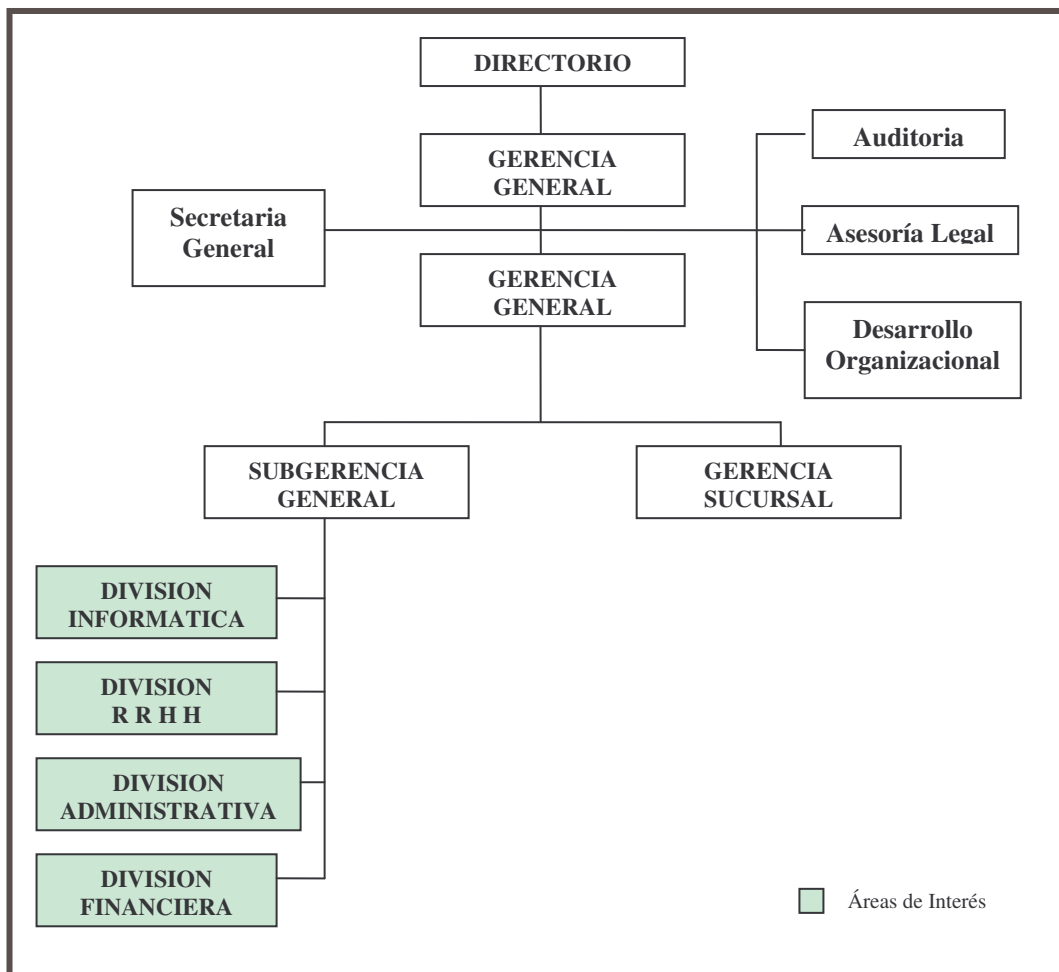 DIRECTORIO
GERENCIA
GENERAL
Auditoria
Secretaria
General
Asesoría Legal
GERENCIA
GENERAL
Desarrollo
Organizacional
SUBGERENCIA
GENERAL
GERENCIA
SUCURSAL
DIVISION
INFORMATICA
DIVISION
R R H H
DIVISION
ADMINISTRATIVA
DIVISION
FINANCIERA
Áreas de Interés